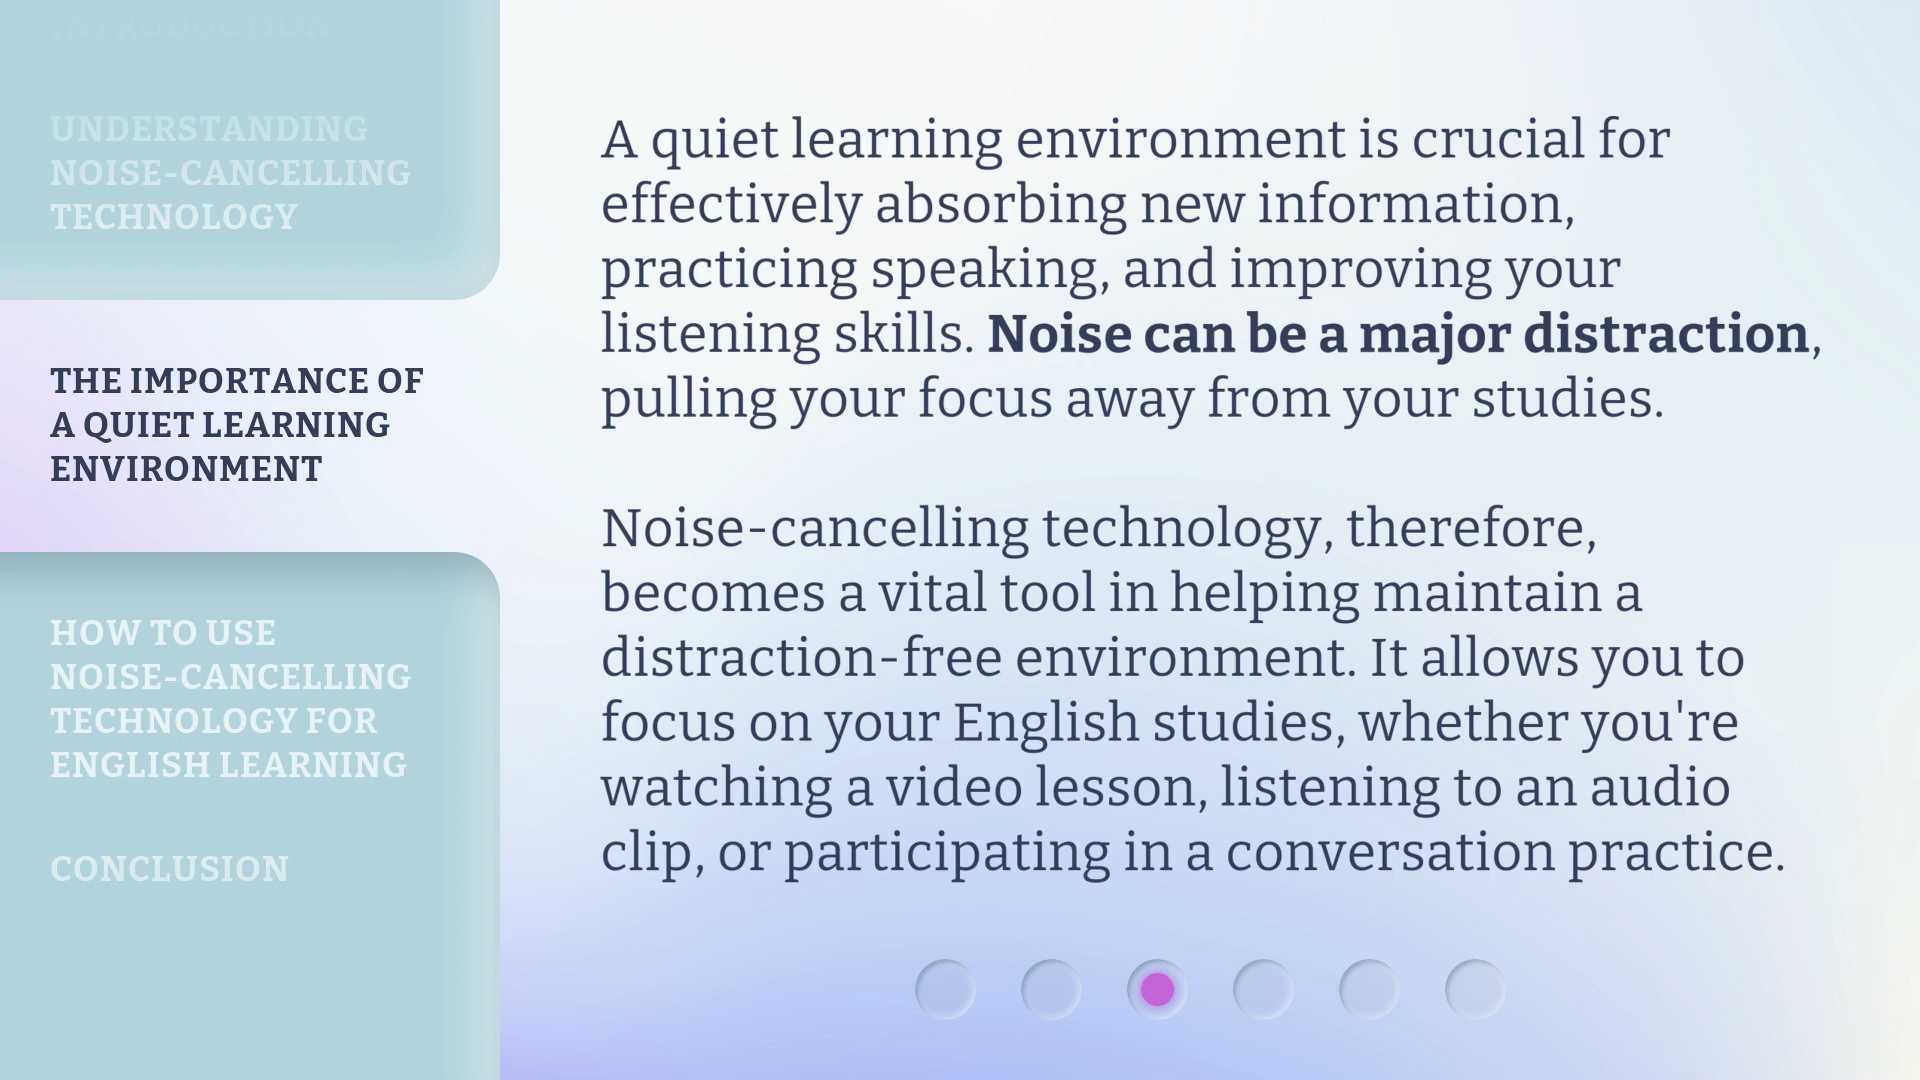 INTRODUCTION
UNDERSTANDING
NOISE-CANCELLING
TECHNOLOGY
THE IMPORTANCE OF
A QUIET LEARNING
ENVIRONMENT
HOW TO USE
NOISE-CANCELLING
TECHNOLOGY FOR
ENGLISH LEARNING
CONCLUSION
A quiet learning environment is crucial for
effectively absorbing new information,
practicing speaking, and improving your
listening skills. Noise can be a major distraction,
pulling your focus away from your studies.
Noise-cancelling technology, therefore,
becomes a vital tool in helping maintain a
distraction-free environment. It allows you to
focus on your English studies, whether you're
watching a video lesson, listening to an audio
clip, or participating in a conversation practice.